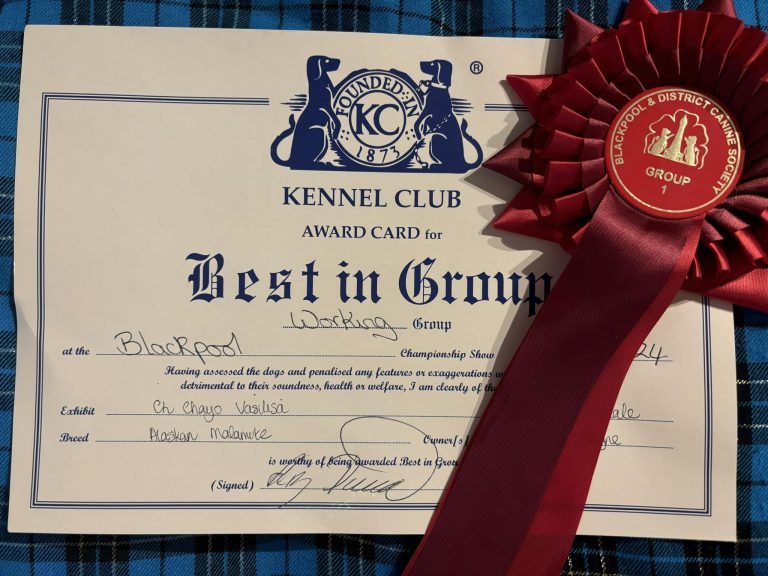 FOUNDED IN
KC
1873
®
KENNEL CLUB
AWARD CARD for
Best in Group
Working Group
at the Blackpool Championship Show 24
Having assessed the dogs and penalised any features or exaggerations
detrimental to their soundness, health or welfare, I am clearly of the
Exhibit Ch Chayo Vasilisa
Breed Alaskan Malamute Owner/s
is worthy of being awarded Best in
(Signed)
BLACKPOOL & DISTRICT CANINE SOCIETY
GROUP
1